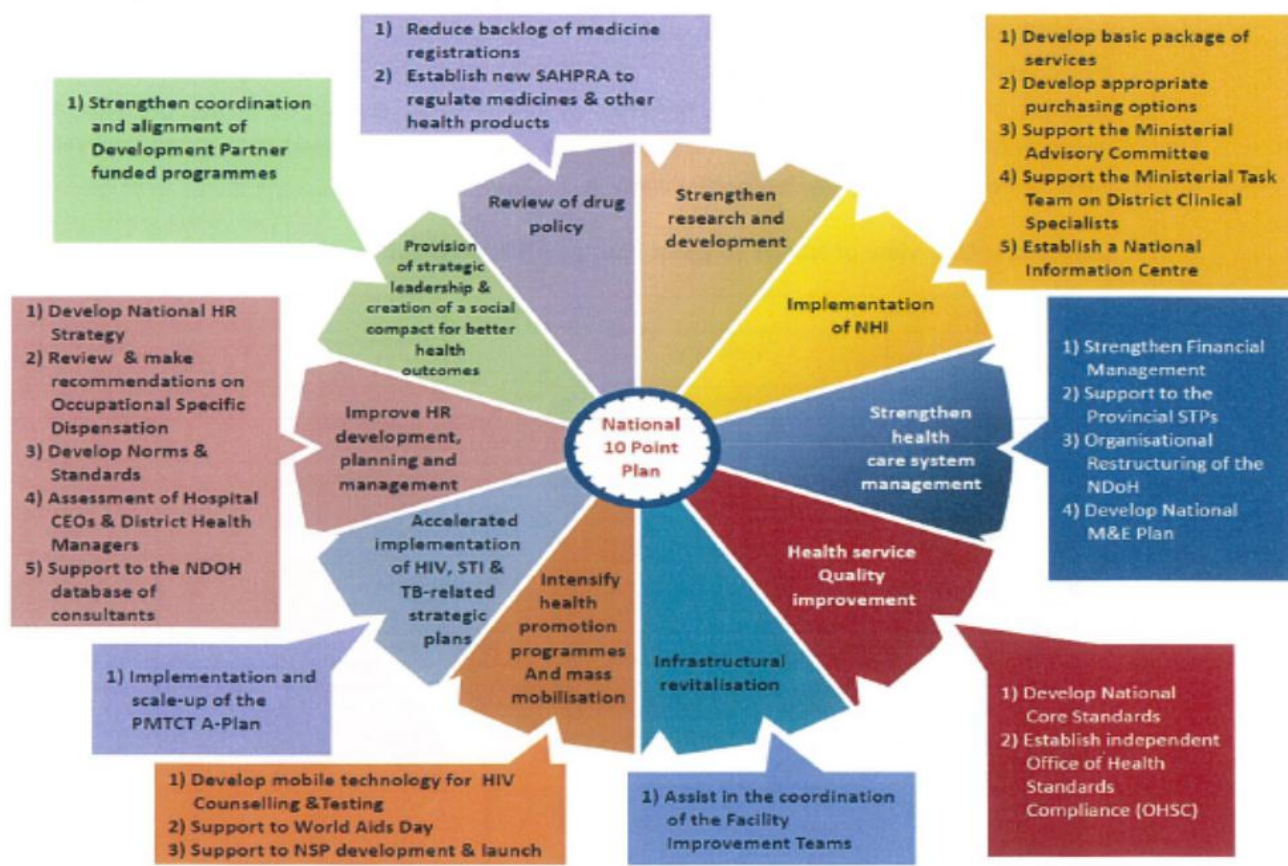 1) Reduce backlog of medicine
registrations
2) Establish new SAHPRA to
regulate medicines & other
health products
1) Develop basic package of
services
2) Develop appropriate
purchasing options
3) Support the Ministerial
Advisory Committee
4) Support the Ministerial Task
Team on District Clinical
Specialists
5) Establish a National
Information Centre
1) Strengthen coordination
and alignment of
Development Partner
funded programmes
Review of drug
policy
Strengthen
research and
development
Provision
of strategic
leadership &
creation of a social
compact for better
health
outcomes
Implementation
of NHI
1) Develop National HR
Strategy
2) Review & make
recommendations on
Occupational Specific
Dispensation
3) Develop Norms &
Standards
4) Assessment of Hospital
CEOs & District Health
Managers
5) Support to the NDOH
database of
consultants
Improve HR
development,
planning and
management
National
10 Point
Plan
Strengthen
health
care system
management
1) Strengthen Financial
Management
2) Support to the
Provincial STPs
3) Organisational
Restructuring of the
NDoH
4) Develop National
M&E Plan
Accelerated
implementation
of HIV, STI &
TB-related
strategic
plans
Intensify
health
promotion
programmes
And mass
mobilisation
Infrastructural
revitalisation
Health service
Quality
improvement
1) Implementation and
scale-up of the
PMTCT A-Plan
1) Develop mobile technology for HIV
Counselling &Testing
2) Support to World Aids Day
3) Support to NSP development & launch
1) Assist in the coordination
of the Facility
Improvement Teams
1) Develop National
Core Standards
2) Establish independent
Office of Health
Standards
Compliance (OHSC)